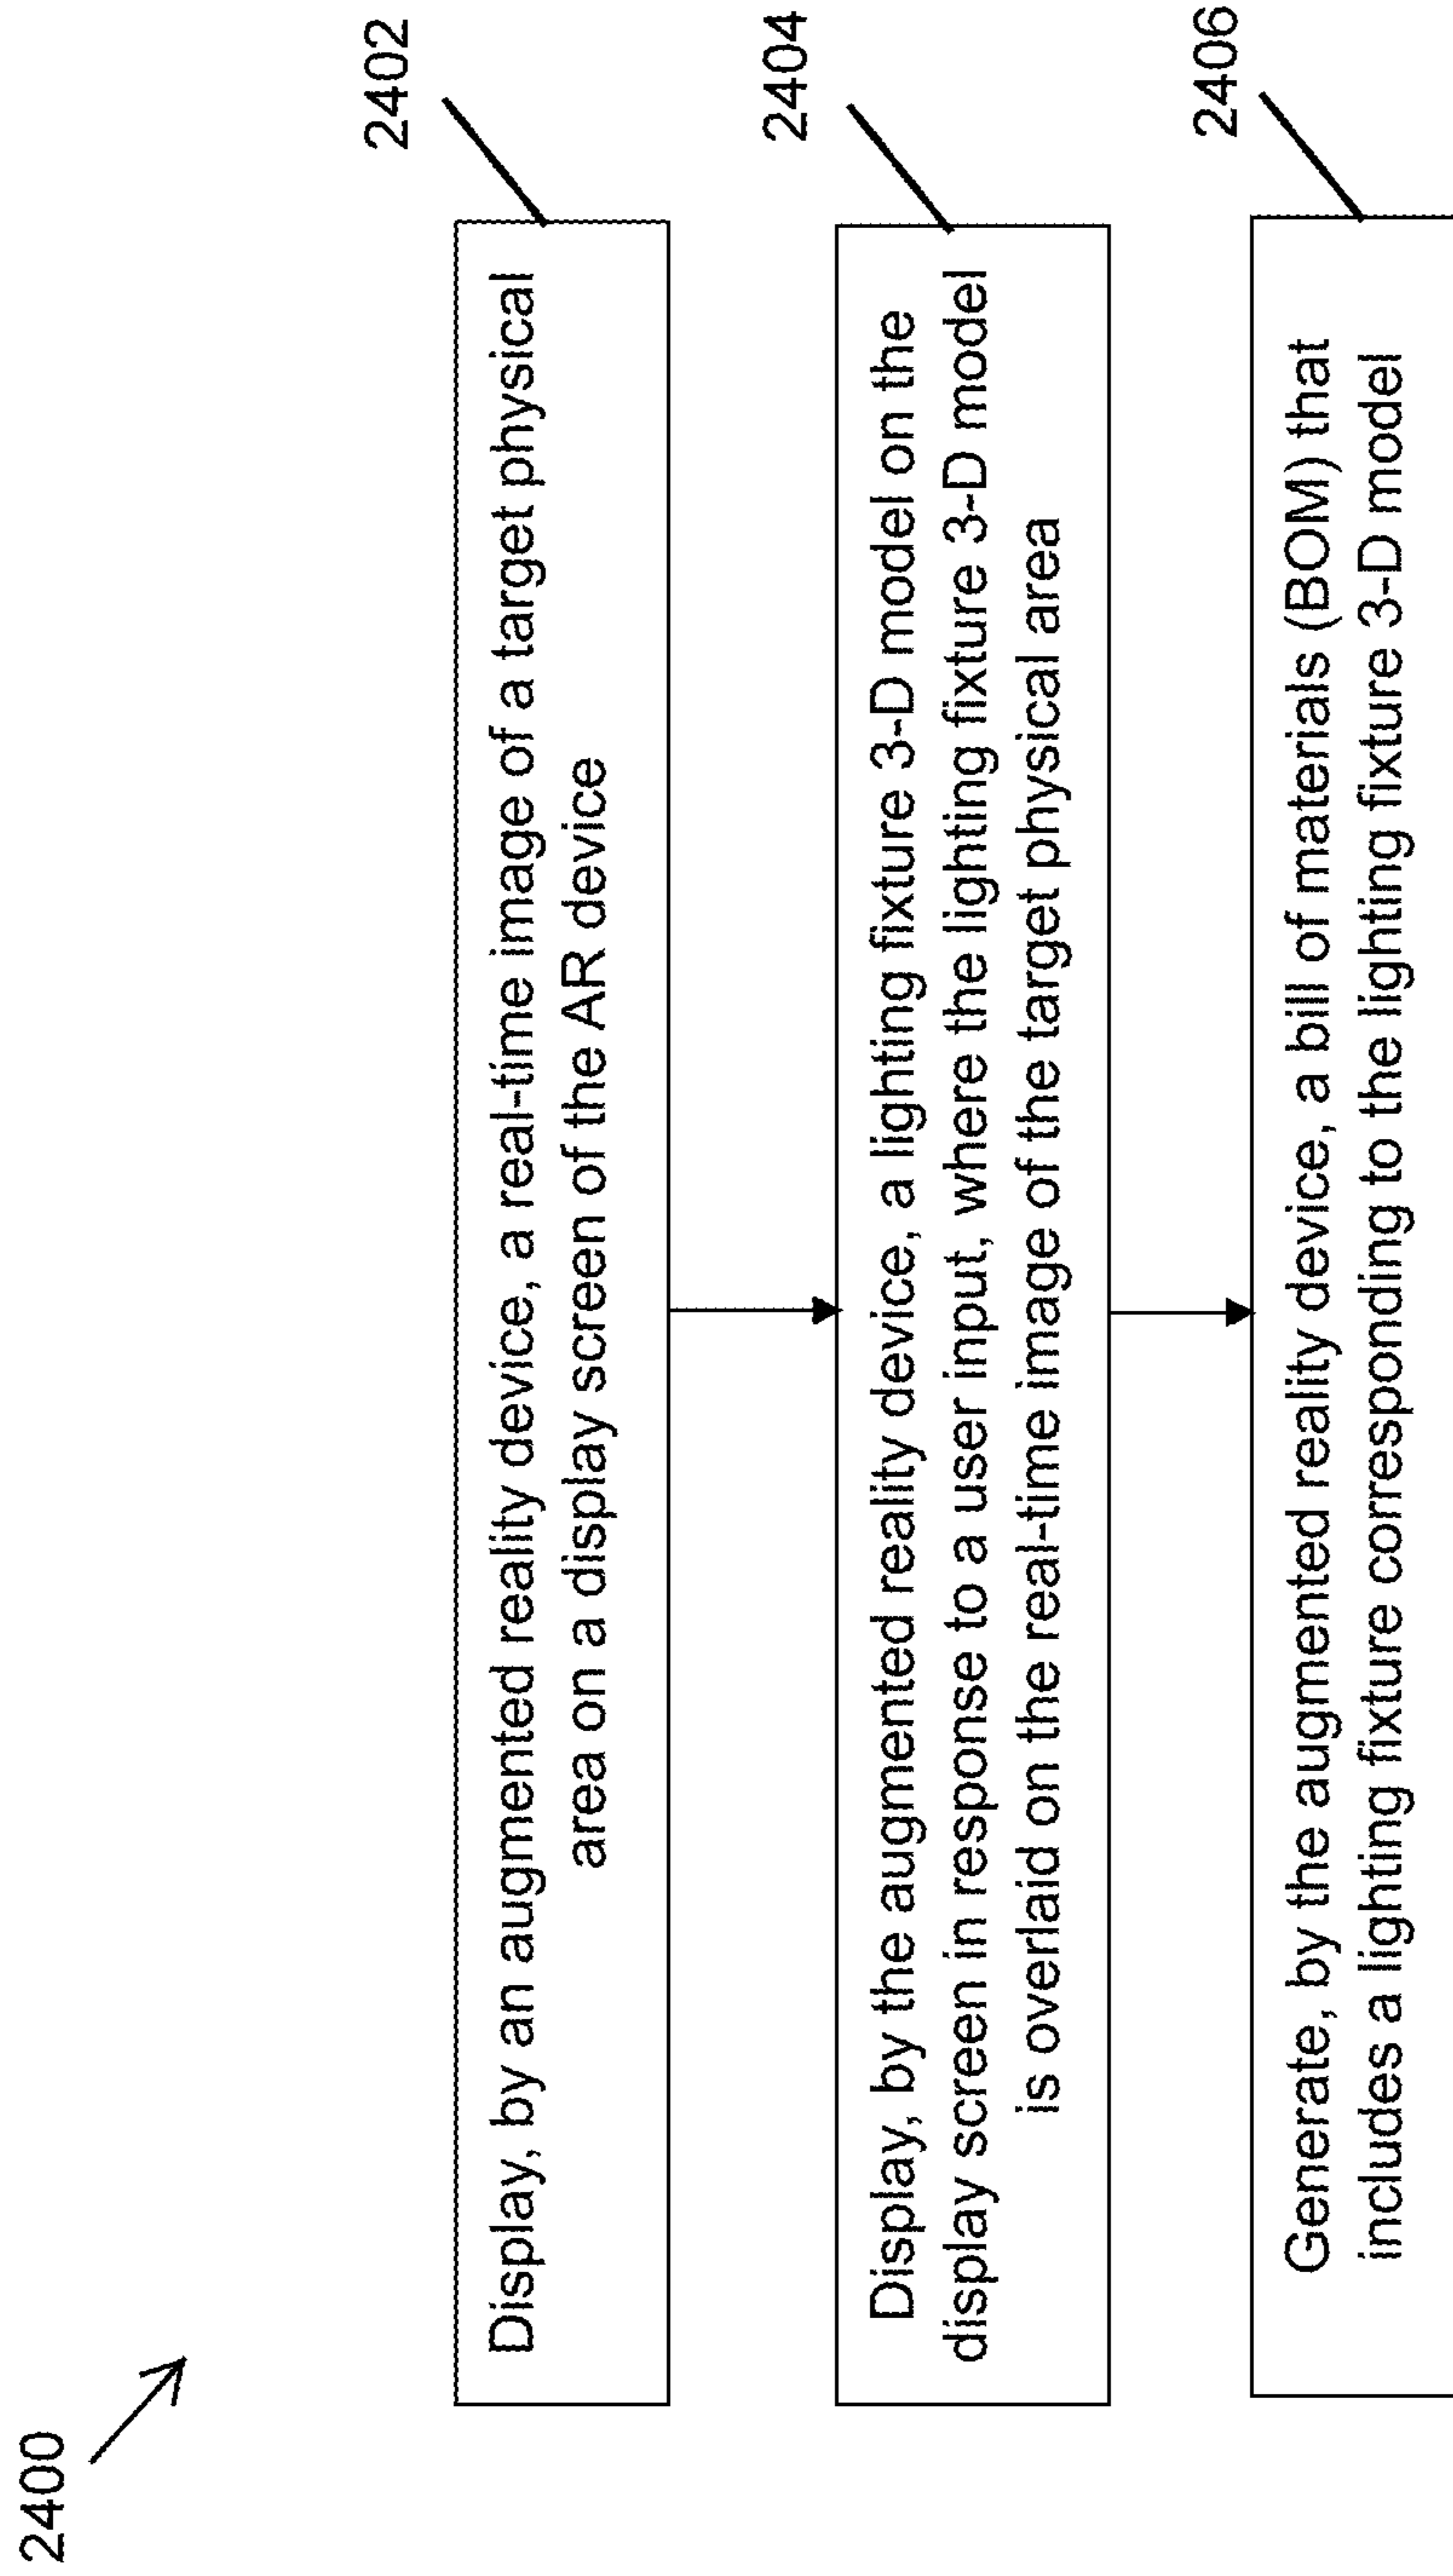 2400
2402
Display, by an augmented reality device, a real-time image of a target physical
area on a display screen of the AR device
2404
Display, by the augmented reality device, a lighting fixture 3-D model on the
display screen in response to a user input, where the lighting fixture 3-D model
is overlaid on the real-time image of the target physical area
2406
Generate, by the augmented reality device, a bill of materials (BOM) that
includes a lighting fixture corresponding to the lighting fixture 3-D model